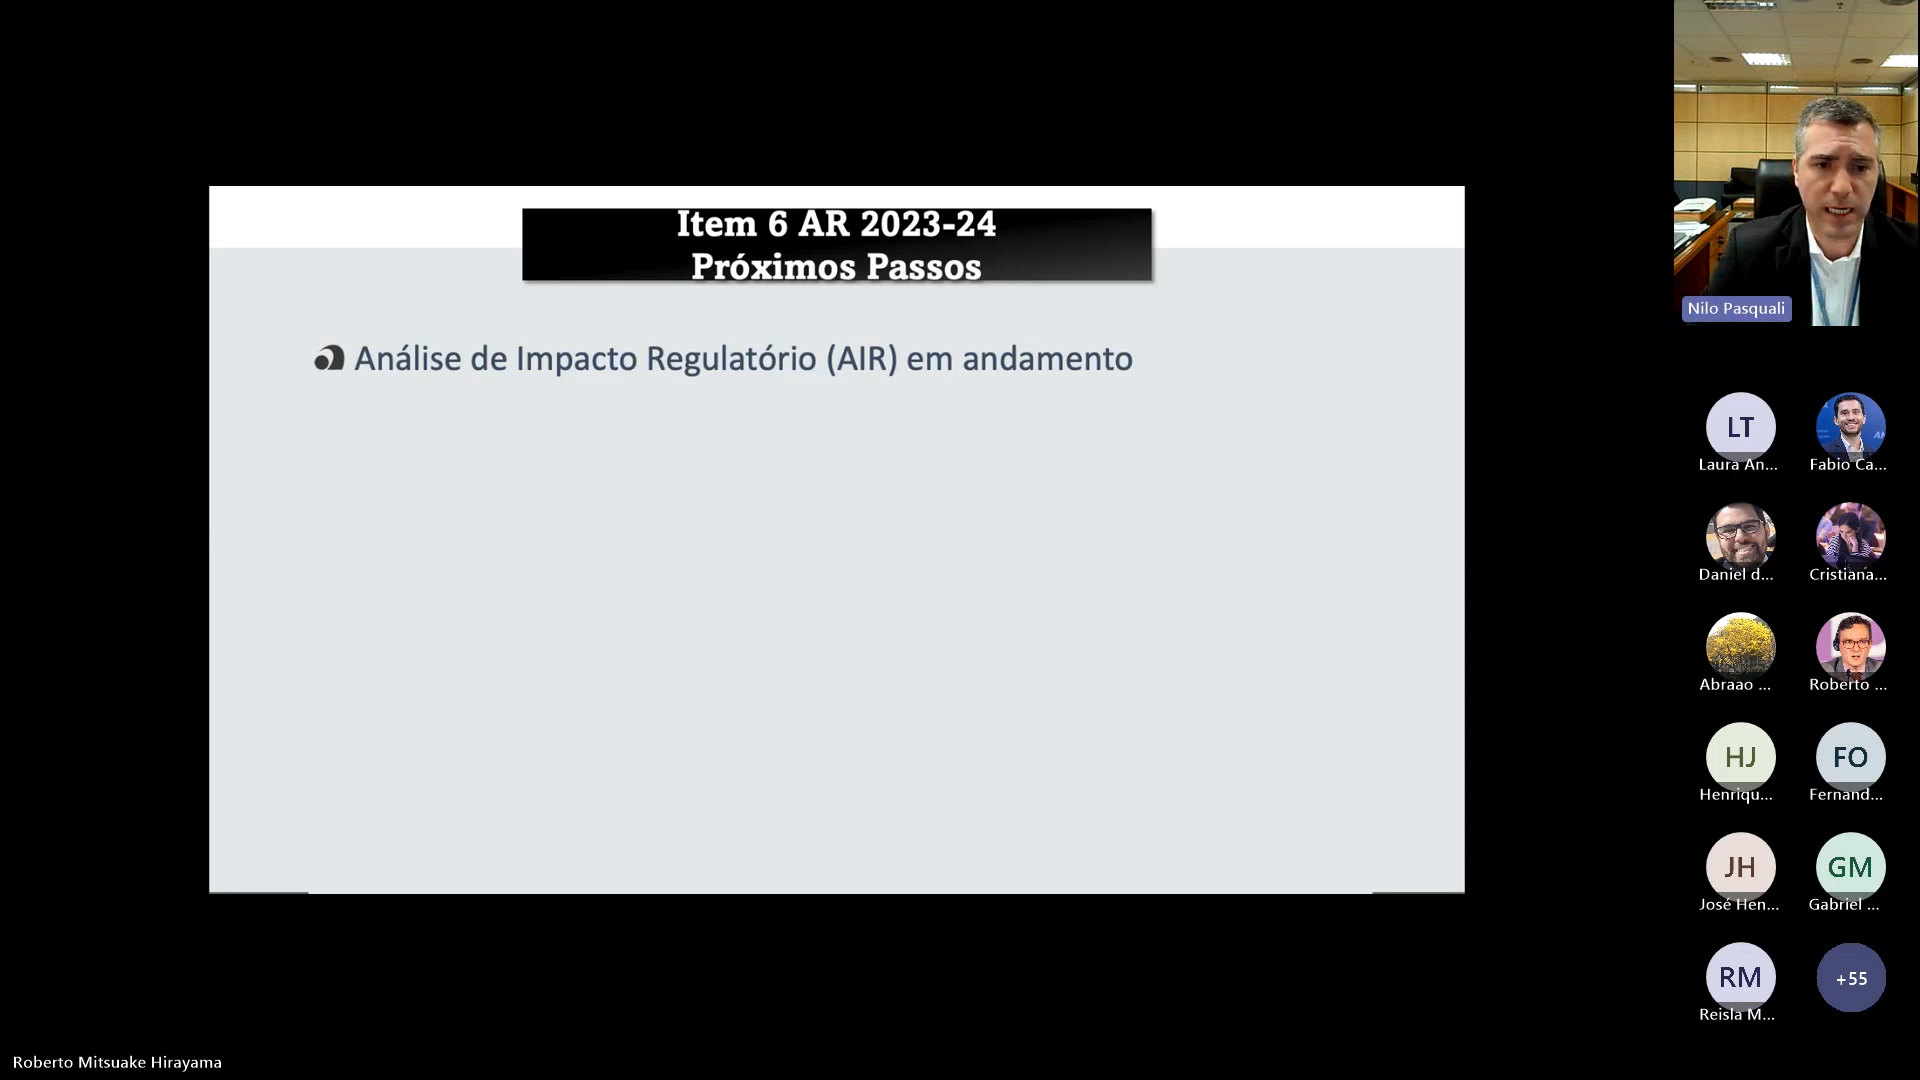 Item 6 AR 2023-24
Próximos Passos
Análise de Impacto Regulatório (AIR) em andamento
Nilo Pasquali
LT
Laura An...
Fabio Ca...
Daniel d...
Cristiana...
Abraao ...
Roberto ...
HJ
Henriqu...
FO
Fernand...
JH
José Hen...
GM
Gabriel ...
RM
Reisla M...
+55
Roberto Mitsuake Hirayama